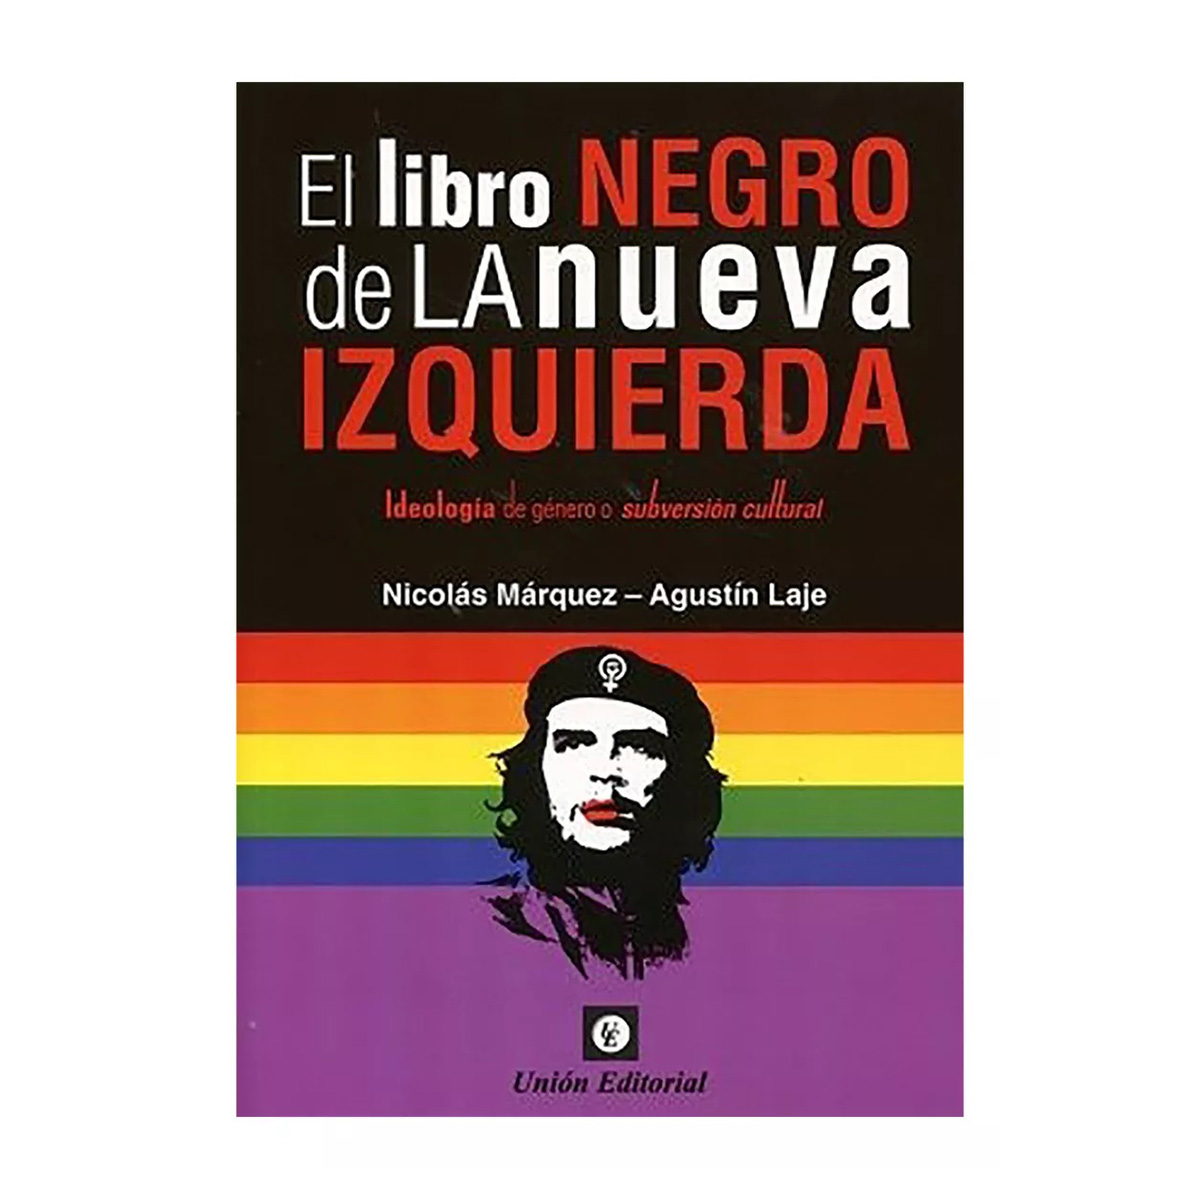 El libro NEGRO
de LA nueva
IZQUIERDA
Ideología de género o subversión cultural
Nicolás Márquez – Agustín Laje
UE
Unión Editorial